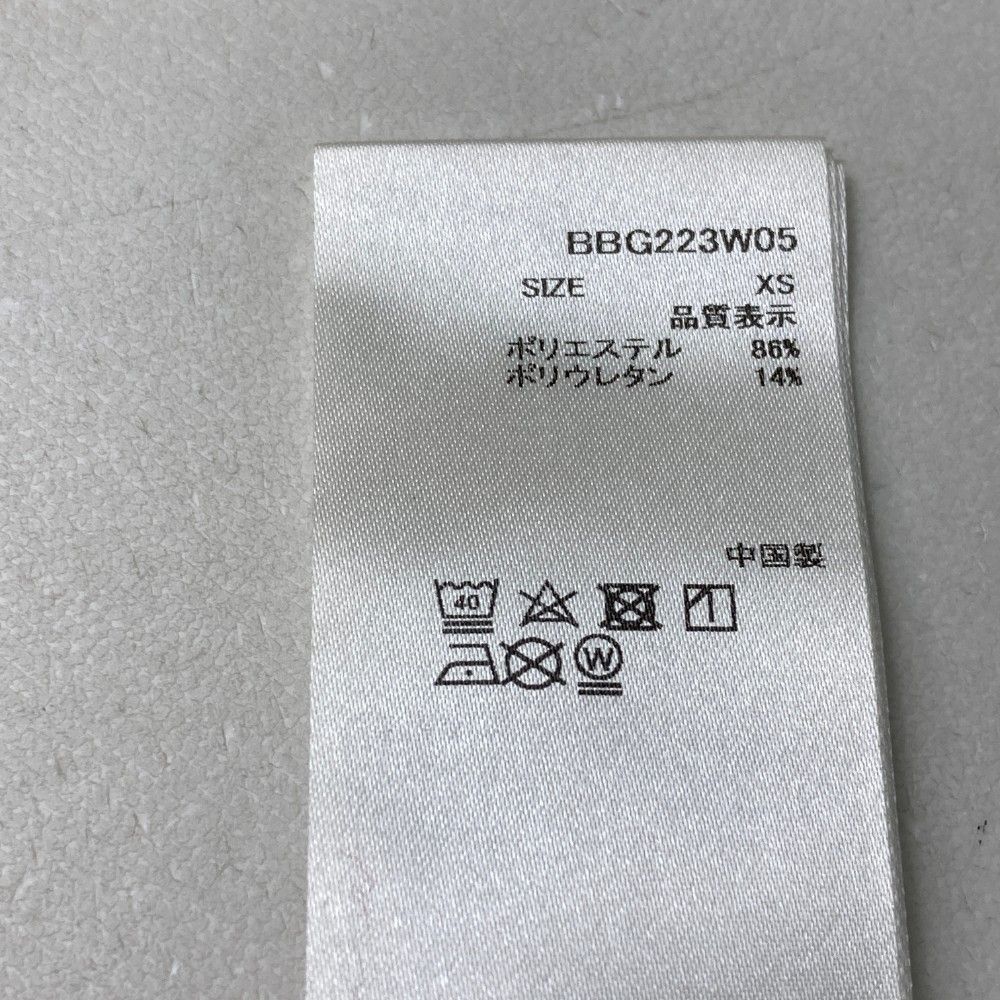 BBG223W05
SIZE XS
品質表示
ポリエステル 86%
ポリウレタン 14%
中国製
40
W